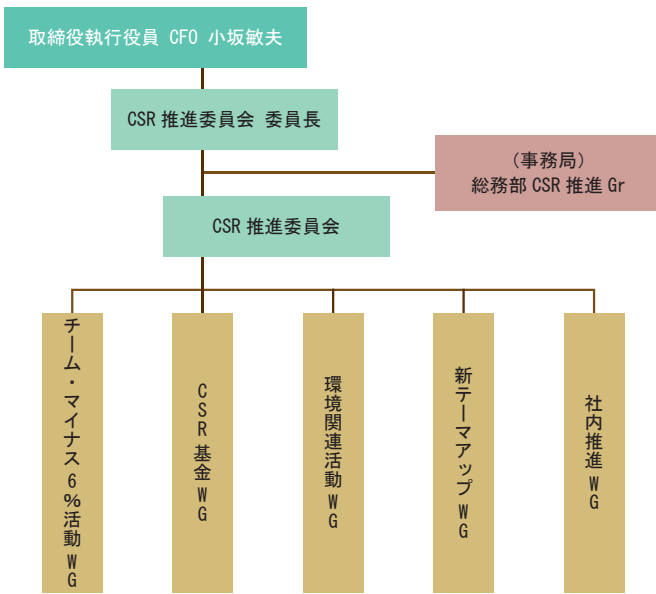 取締役執行役員 CFO 小坂敏夫
CSR 推進委員会 委員長
（事務局）
総務部 CSR 推進 Gr
CSR 推進委員会
チーム・マイナス6%活動WG
CSR基金WG
環境関連活動WG
新テーマアップWG
社内推進WG